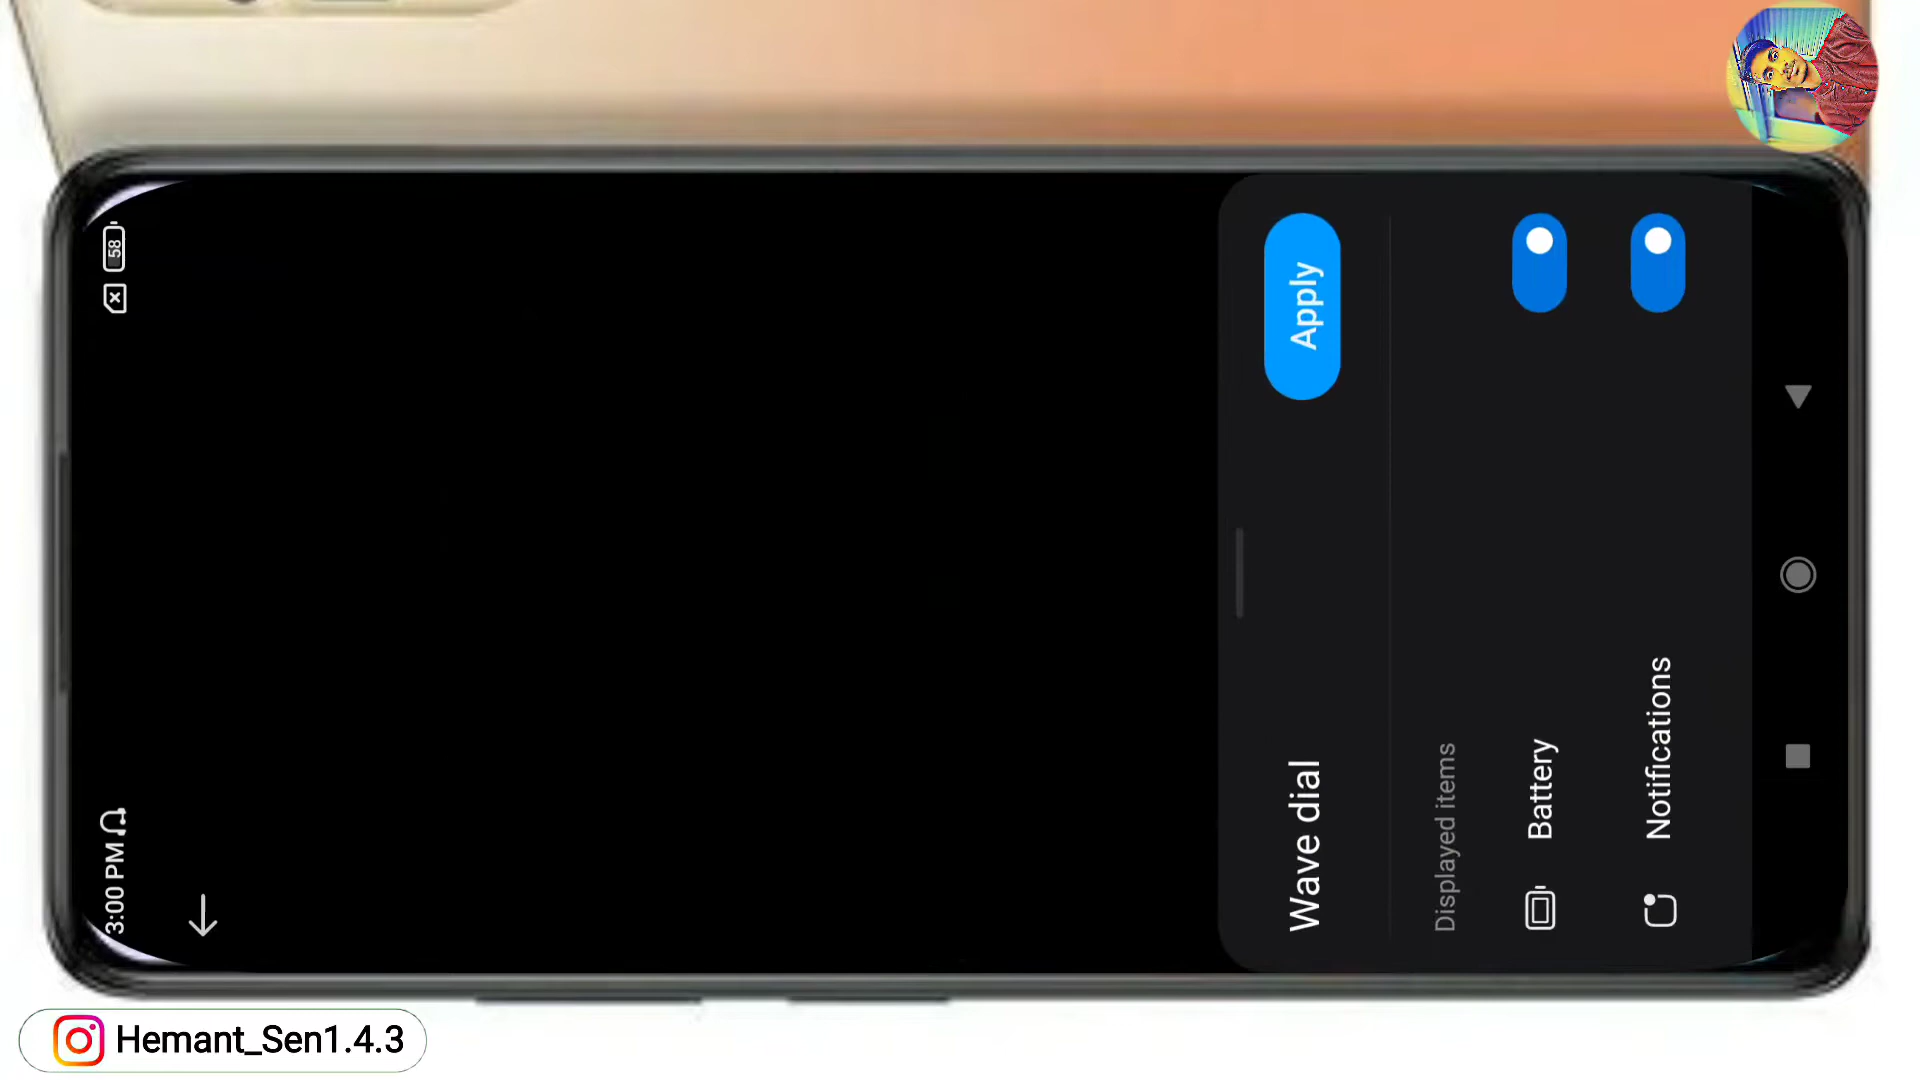 3:00 PM
58
Wave dial
Apply
Displayed items
Battery
Notifications
Hemant_Sen1.4.3